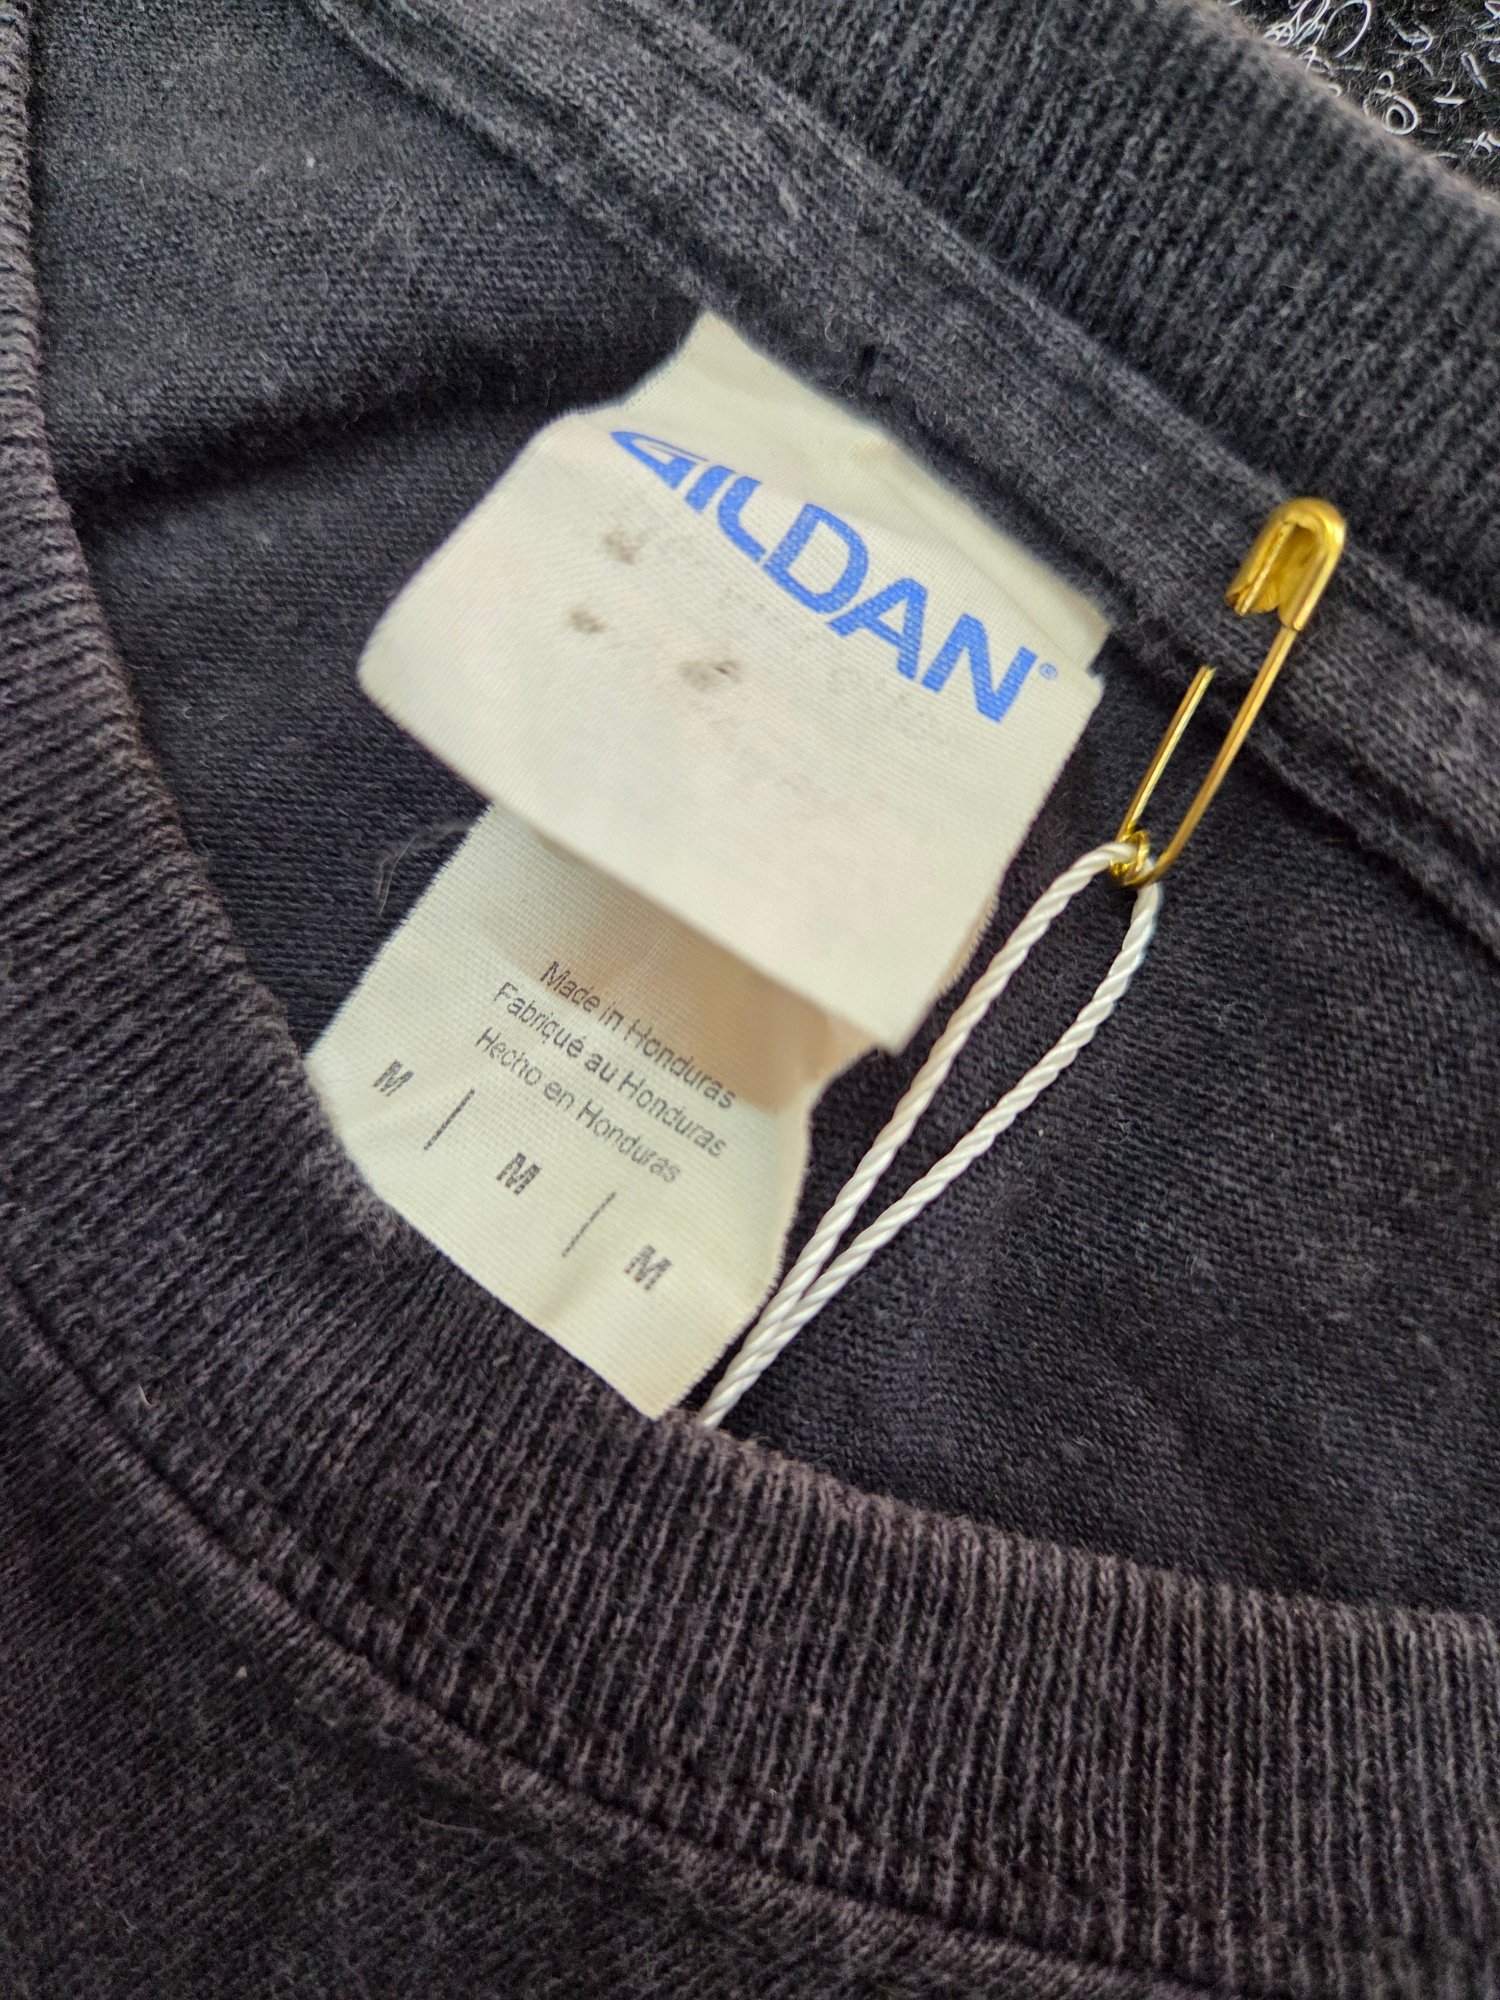 GILDAN®
Made in Honduras
Fabriqué au Honduras
Hecho en Honduras
M | M | M